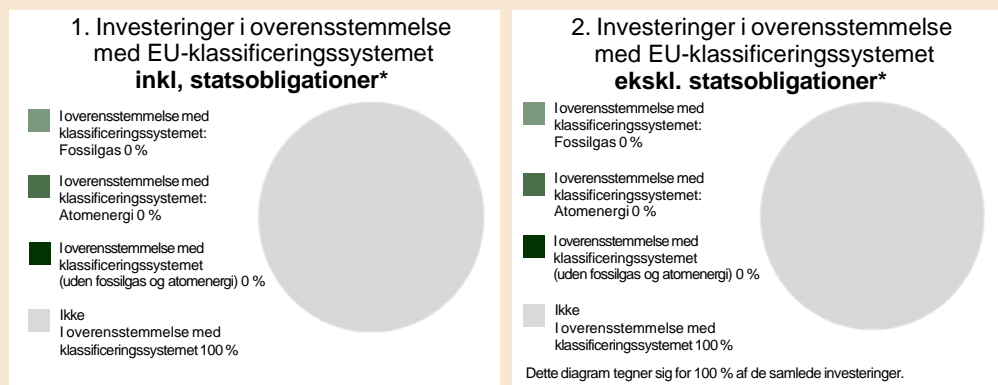 1. Investeringer i overensstemmelse
med EU-klassificeringssystemet
inkl, statsobligationer*
I overensstemmelse med
klassificeringssystemet:
Fossilgas 0 %
I overensstemmelse med
klassificeringssystemet:
Atomenergi 0 %
I overensstemmelse med
klassificeringssystemet
(uden fossilgas og atomenergi) 0 %
Ikke
I overensstemmelse med
klassificeringssystemet 100 %
2. Investeringer i overensstemmelse
med EU-klassificeringssystemet
ekskl. statsobligationer*
I overensstemmelse med
klassificeringssystemet:
Fossilgas 0 %
I overensstemmelse med
klassificeringssystemet:
Atomenergi 0 %
I overensstemmelse med
klassificeringssystemet
(uden fossilgas og atomenergi) 0 %
Ikke
I overensstemmelse med
klassificeringssystemet 100 %
Dette diagram tegner sig for 100 % af de samlede investeringer.